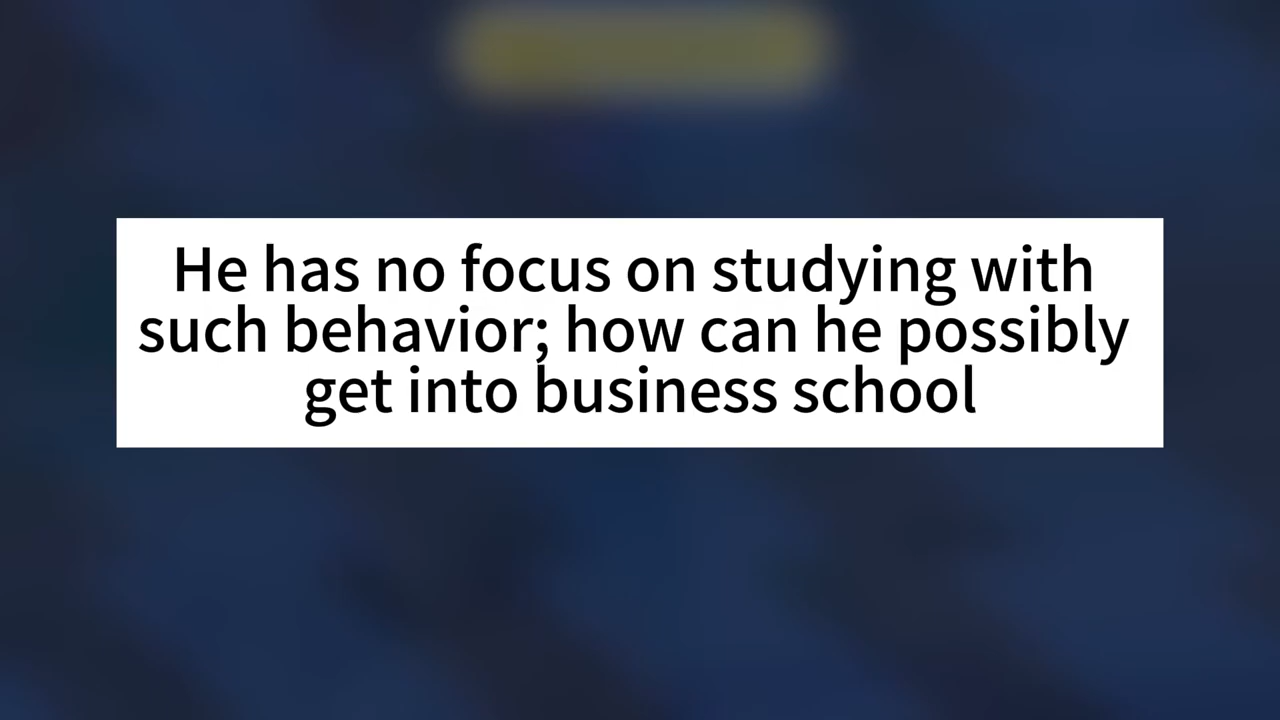 He has no focus on studying with
such behavior; how can he possibly
get into business school